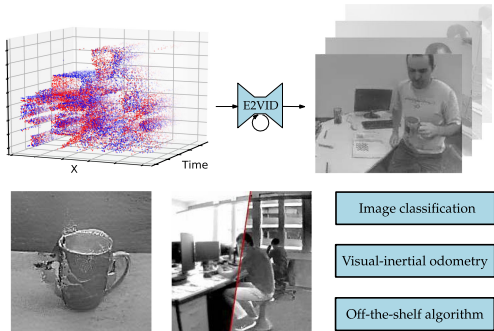 E2VID
X
Time
Image classification
Visual-inertial odometry
Off-the-shelf algorithm